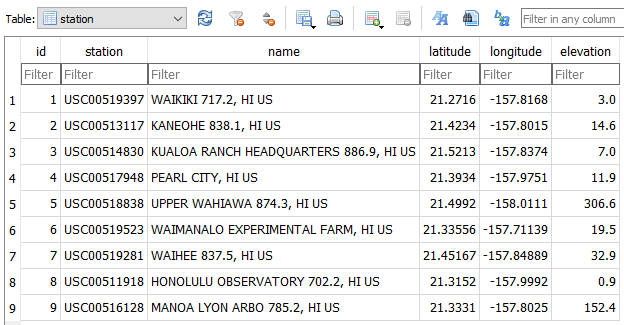 Table: station Filter in any column
id station name latitude longitude elevation
Filter Filter Filter Filter Filter Filter
1 1 USC00519397 WAIKIKI 717.2, HI US 21.2716 -157.8168 3.0
2 2 USC00513117 KANEOHE 838.1, HI US 21.4234 -157.8015 14.6
3 3 USC00514830 KUALOA RANCH HEADQUARTERS 886.9, HI US 21.5213 -157.8374 7.0
4 4 USC00517948 PEARL CITY, HI US 21.3934 -157.9751 11.9
5 5 USC00518838 UPPER WAHIAWA 874.3, HI US 21.4992 -158.0111 306.6
6 6 USC00519523 WAIMANALO EXPERIMENTAL FARM, HI US 21.33556 -157.71139 19.5
7 7 USC00519281 WAIHEE 837.5, HI US 21.45167 -157.84889 32.9
8 8 USC00511918 HONOLULU OBSERVATORY 702.2, HI US 21.3152 -157.9992 0.9
9 9 USC00516128 MANOA LYON ARBO 785.2, HI US 21.3331 -157.8025 152.4